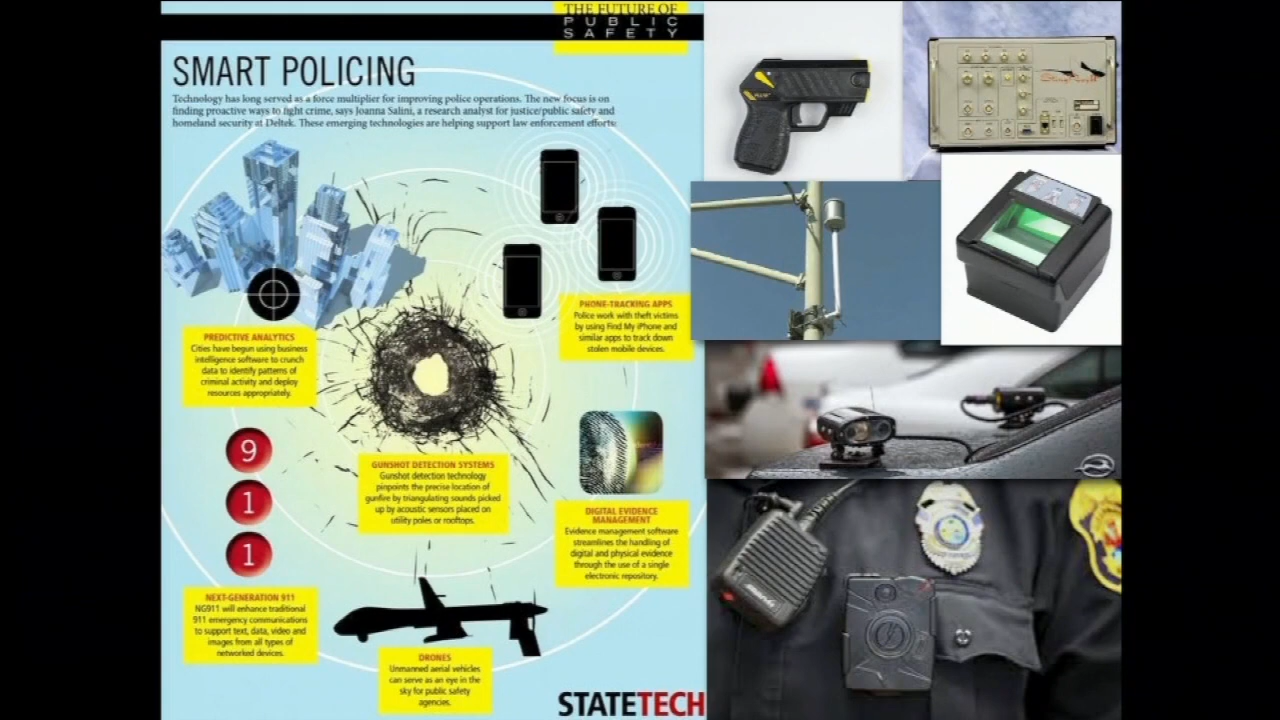 THE FUTURE OF
PUBLIC
SAFETY
SMART POLICING
Technology has long served as a force multiplier for improving police operations. The new focus is on
finding proactive ways to fight crime, says Joanna Salini, a research analyst for justice/public safety and
homeland security at Deltek. These emerging technologies are helping support law enforcement efforts:
PHONE-TRACKING APPS
Police work with theft victims
by using Find My iPhone and
similar apps to track down
stolen mobile devices.
PREDICTIVE ANALYTICS
Cities have begun using business
intelligence software to crunch
data to identify patterns of
criminal activity and deploy
resources appropriately.
9
1
1
GUNSHOT DETECTION SYSTEMS
Gunshot detection technology
pinpoints the precise location of
gunfire by triangulating sounds picked
up by acoustic sensors placed on
utility poles or rooftops.
DIGITAL EVIDENCE
MANAGEMENT
Evidence management software
streamlines the handling of
digital and physical evidence
through the use of a single
electronic repository.
NEXT-GENERATION 911
NG911 will enhance traditional
911 emergency communications
to support text, data, video and
images from all types of
networked devices.
DRONES
Unmanned aerial vehicles
can serve as an eye in the
sky for public safety
agencies.
STATETECH
StingRay II